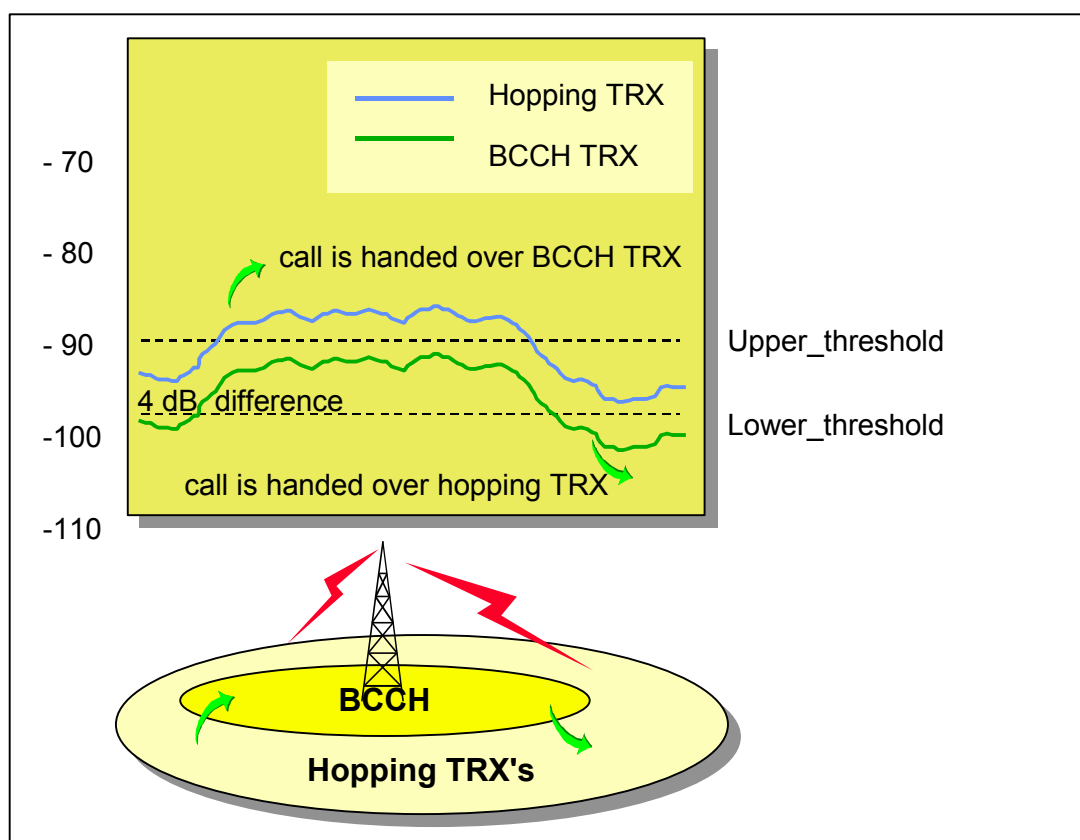 Hopping TRX
BCCH TRX
- 70
- 80
- 90
-100
-110
call is handed over BCCH TRX
Upper_threshold
4 dB  difference
Lower_threshold
call is handed over hopping TRX
BCCH
Hopping TRX's